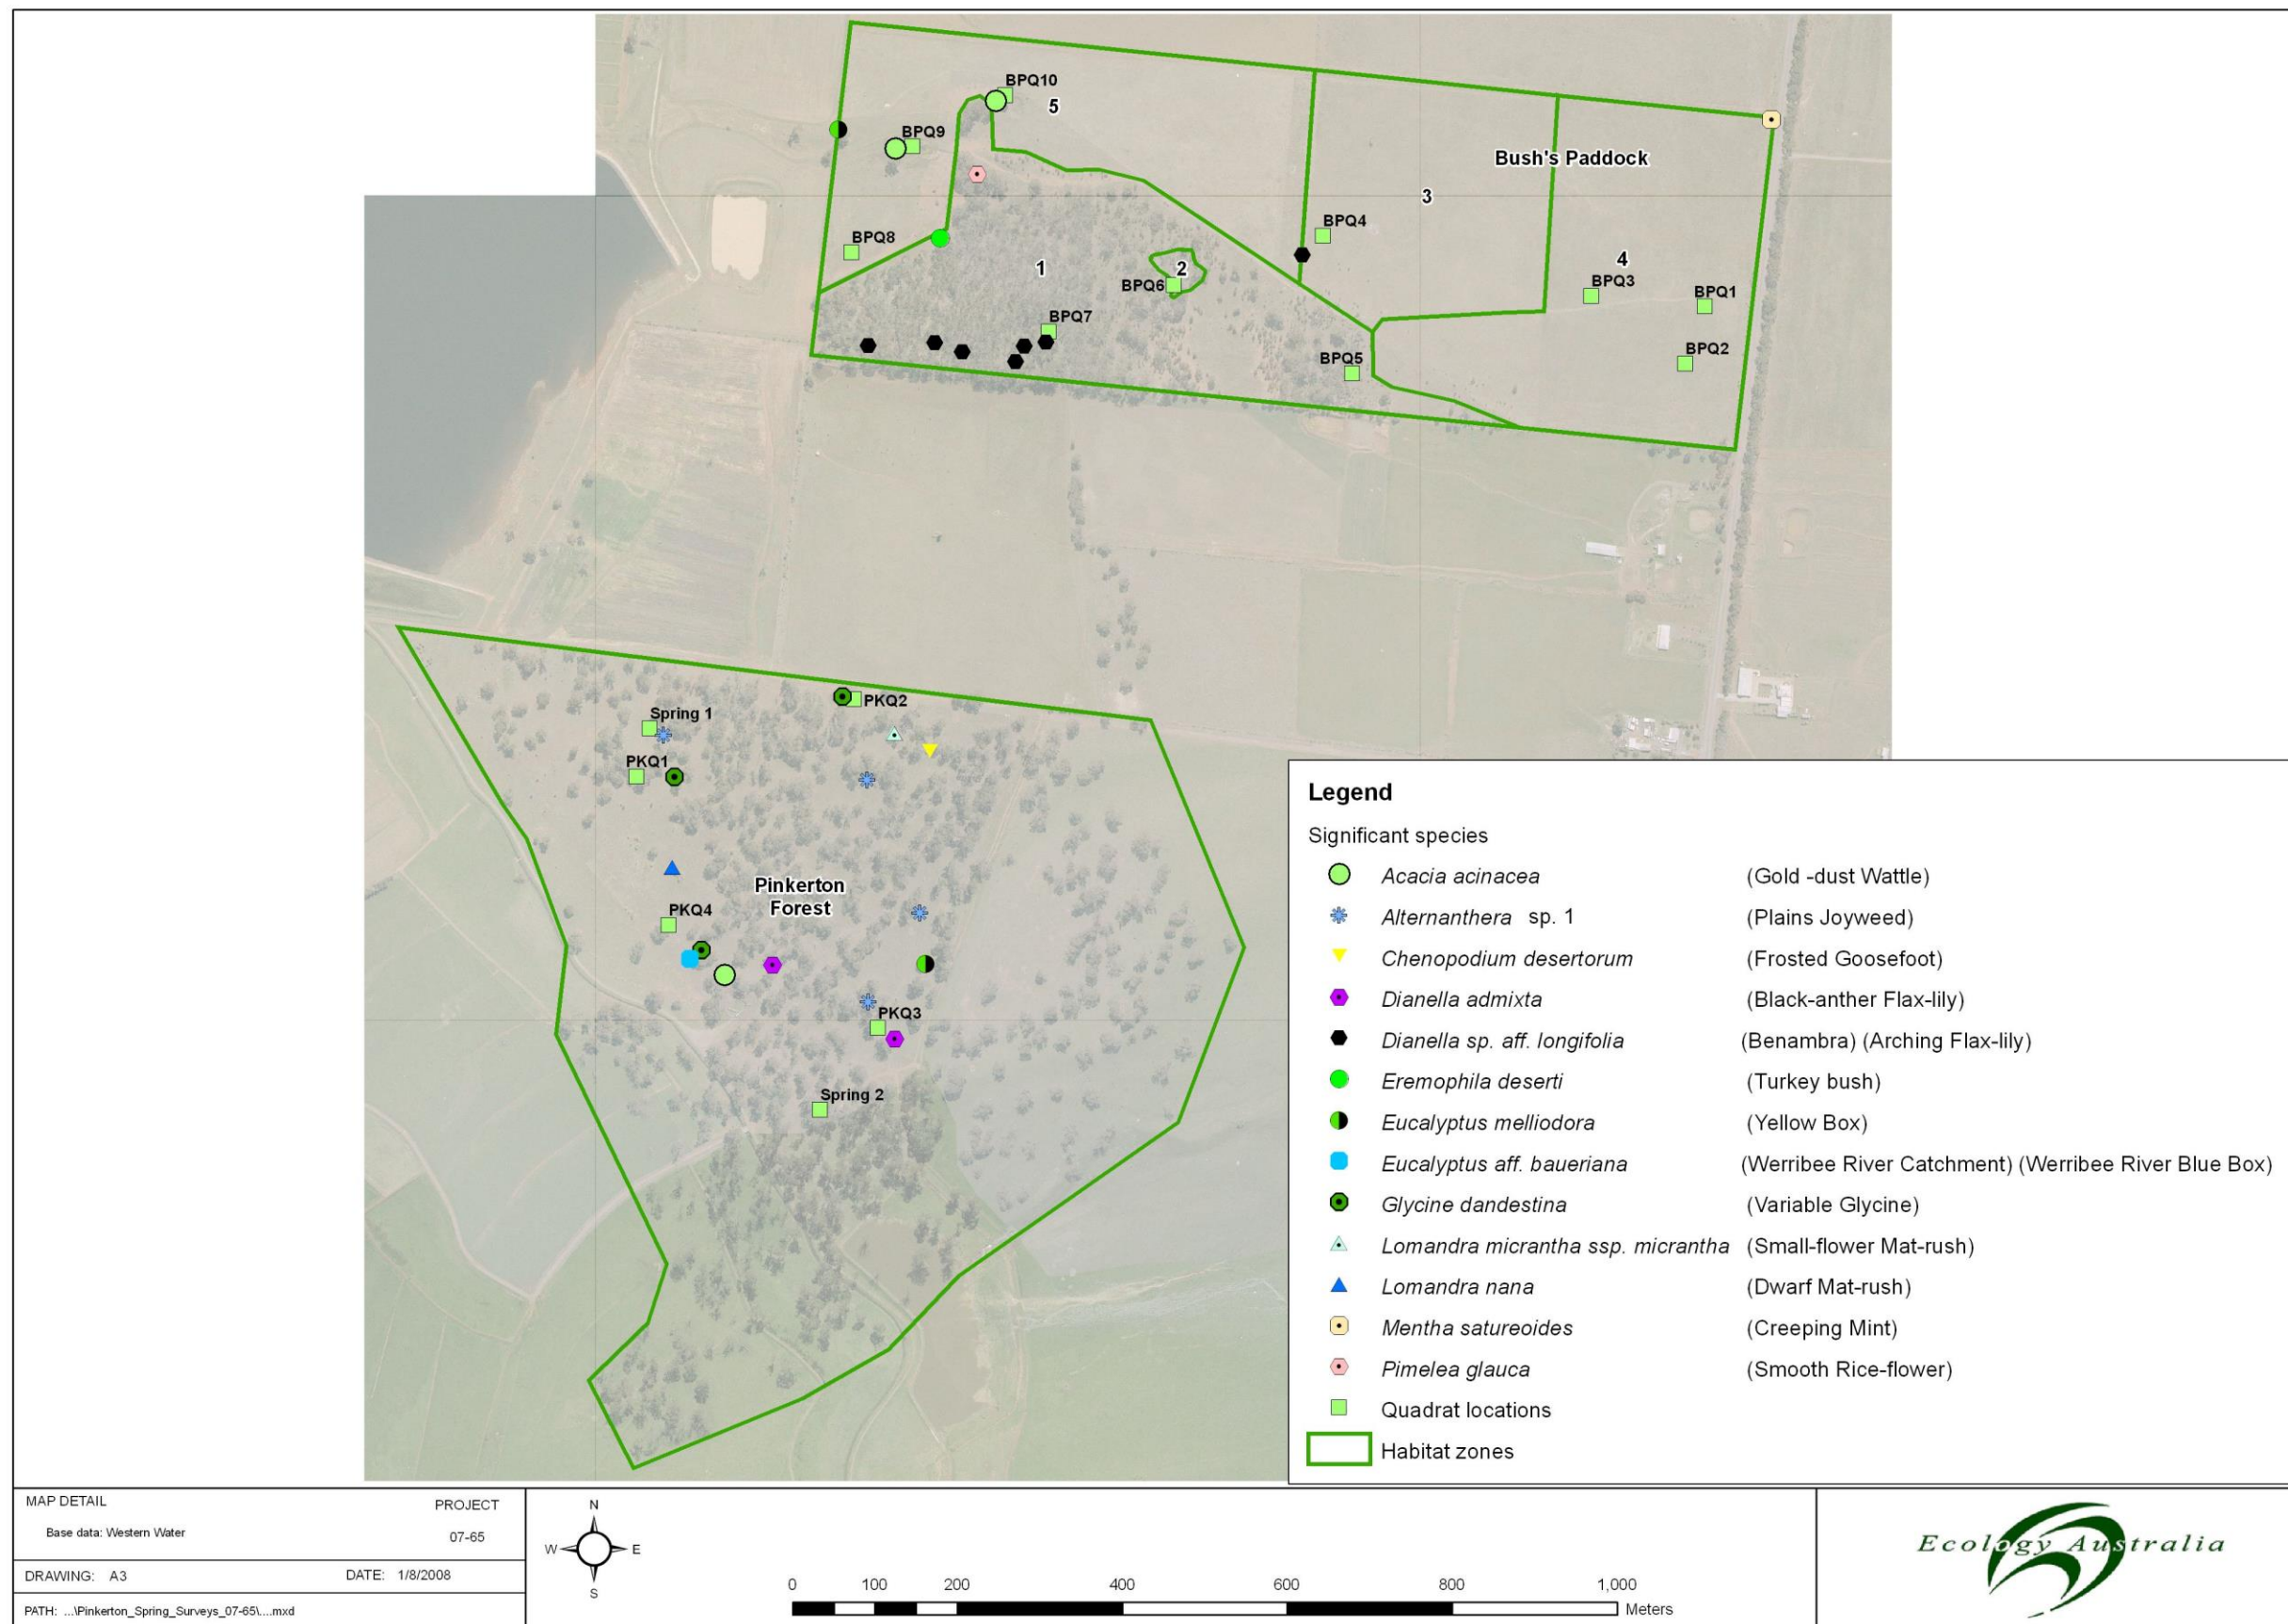 BPQ10
5
BPQ9
Bush's Paddock
3
BPQ4
BPQ8
1
2
4
BPQ6
BPQ3
BPQ1
BPQ7
BPQ5
BPQ2
PKQ2
Spring 1
PKQ1
Pinkerton
Forest
PKQ4
PKQ3
Spring 2
Legend
Significant species
Acacia acinacea (Gold -dust Wattle)
Alternanthera sp. 1 (Plains Joyweed)
Chenopodium desertorum (Frosted Goosefoot)
Dianella admixta (Black-anther Flax-lily)
Dianella sp. aff. longifolia (Benambra) (Arching Flax-lily)
Eremophila deserti (Turkey bush)
Eucalyptus melliodora (Yellow Box)
Eucalyptus aff. baueriana (Werribee River Catchment) (Werribee River Blue Box)
Glycine dandestina (Variable Glycine)
Lomandra micrantha ssp. micrantha (Small-flower Mat-rush)
Lomandra nana (Dwarf Mat-rush)
Mentha satureoides (Creeping Mint)
Pimelea glauca (Smooth Rice-flower)
Quadrat locations
Habitat zones
MAP DETAIL PROJECT
Base data: Western Water 07-65
DRAWING: A3 DATE: 1/8/2008
PATH: ...\Pinkerton_Spring_Surveys_07-65\....mxd
N
W E
S
0 100 200 400 600 800 1,000
Meters
Ecology Australia